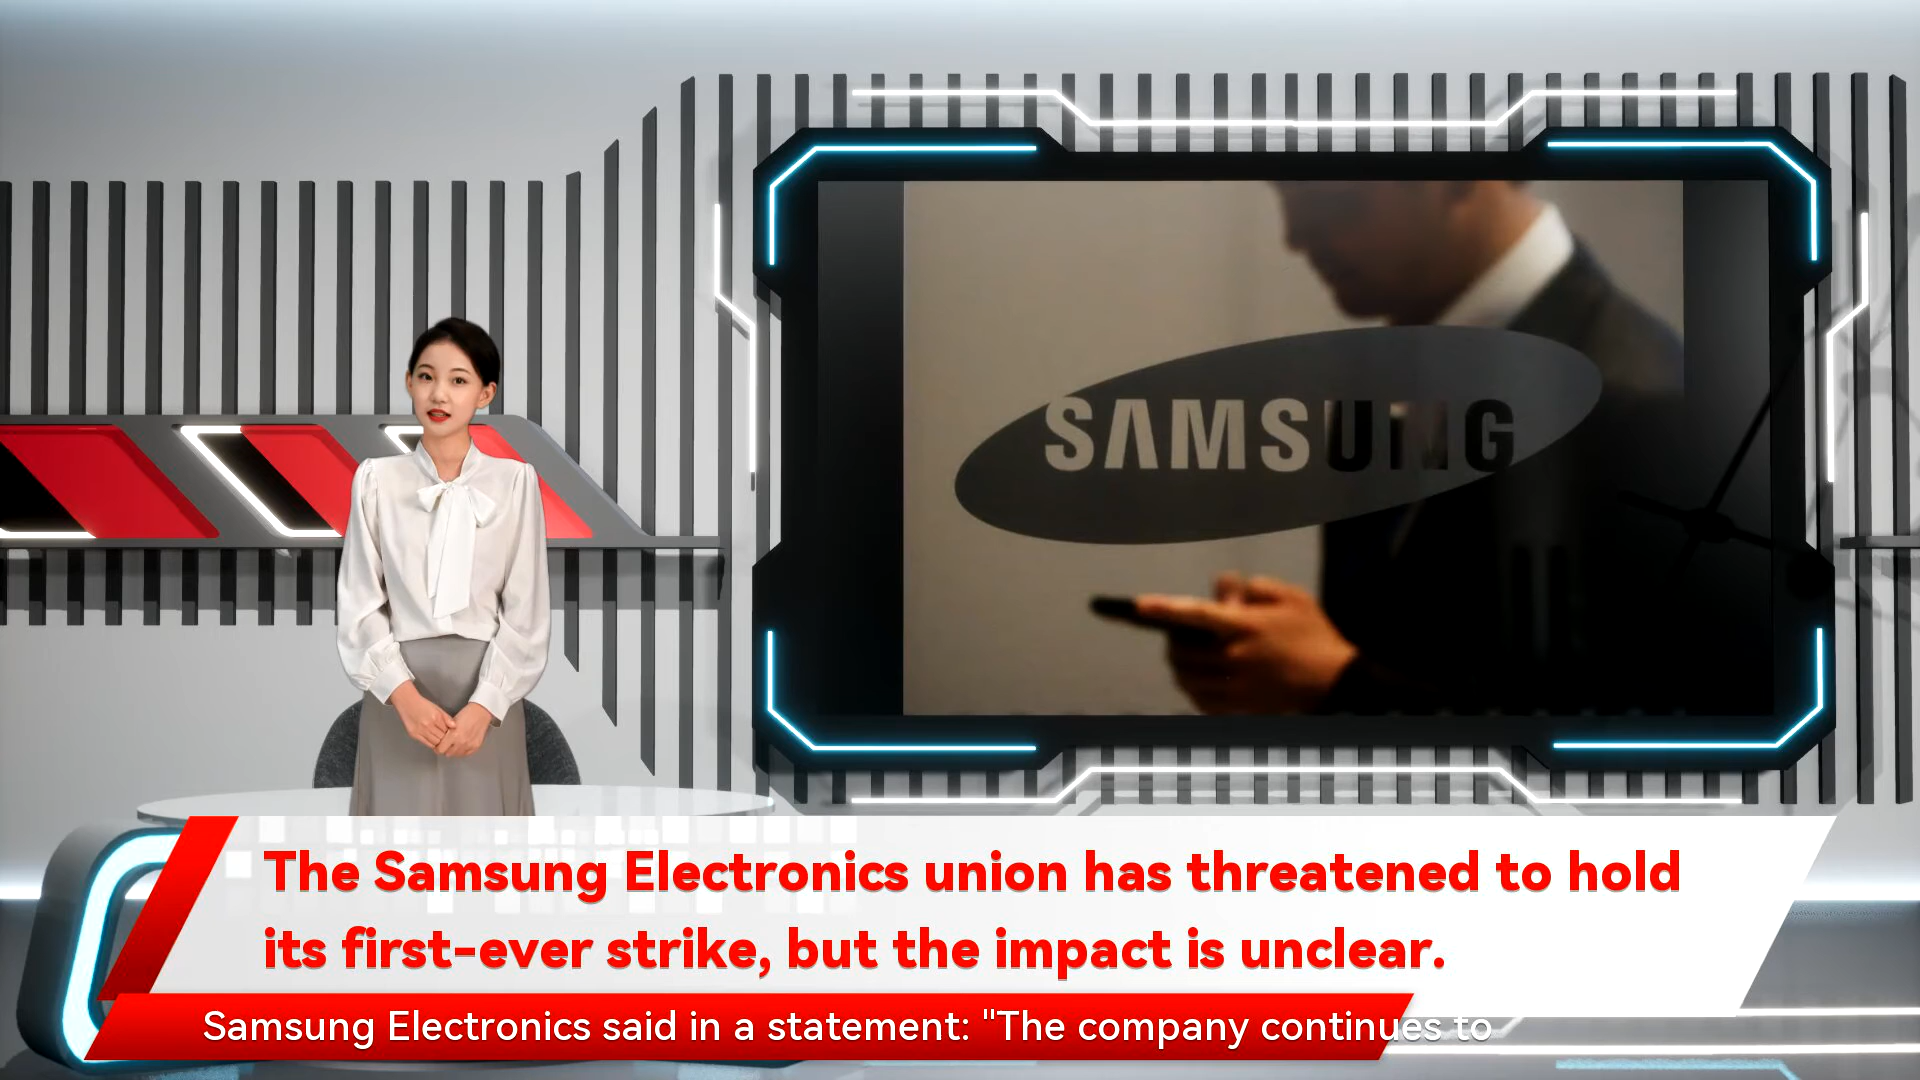 SAMSUNG
The Samsung Electronics union has threatened to hold
its first-ever strike, but the impact is unclear.
Samsung Electronics said in a statement: "The company continues to